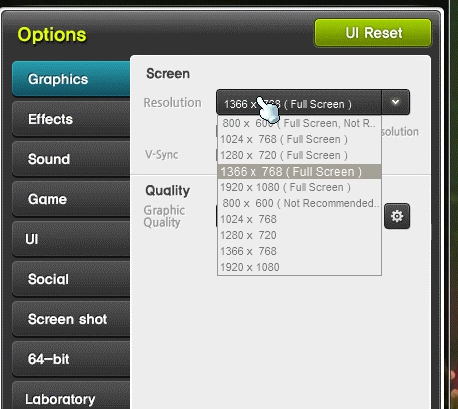 Options
UI Reset
Graphics
Screen
Resolution
1366 x 768 ( Full Screen )
800 x 600 ( Full Screen, Not R..
1024 x 768 ( Full Screen )
1280 x 720 ( Full Screen )
1366 x 768 ( Full Screen )
1920 x 1080 ( Full Screen )
800 x 600 ( Not Recommended..
1024 x 768
1280 x 720
1366 x 768
1920 x 1080
solution
V-Sync
Quality
Graphic
Quality
Effects
Sound
Game
UI
Social
Screen shot
64-bit
Laboratory